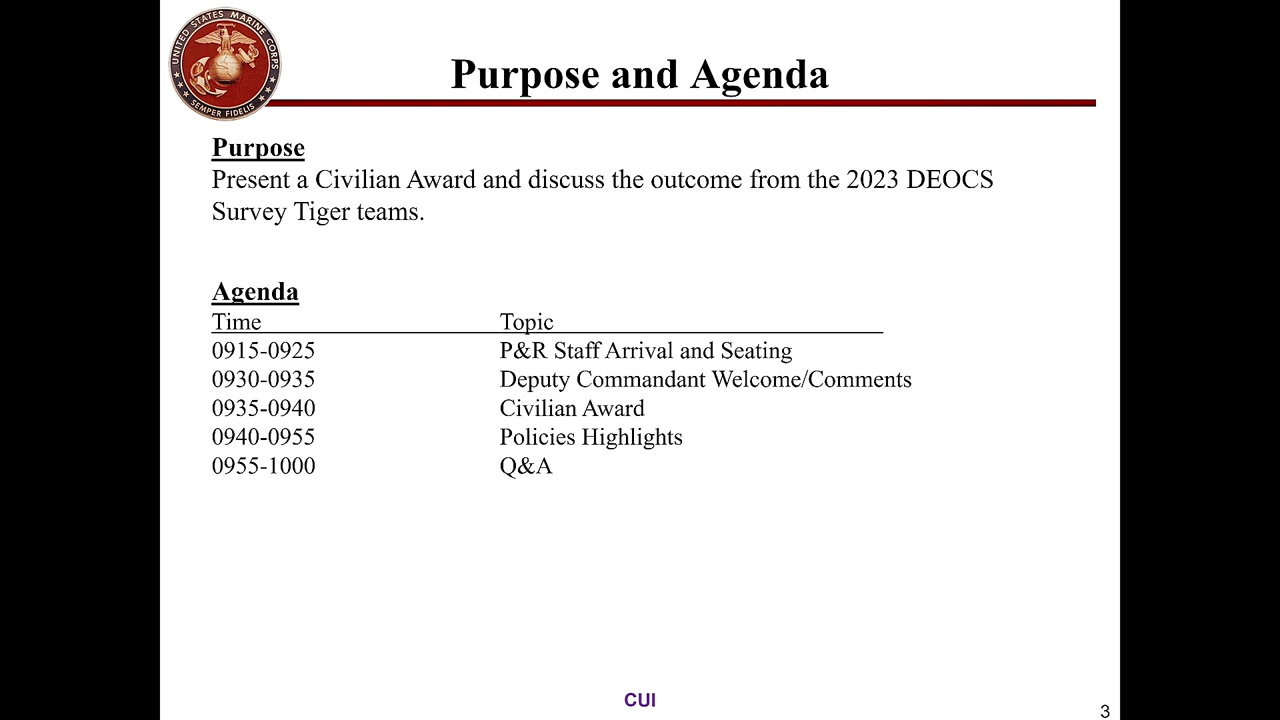 UNITED STATES MARINE CORPS
SEMPER FIDELIS
Purpose and Agenda
Purpose
Present a Civilian Award and discuss the outcome from the 2023 DEOCS
Survey Tiger teams.
Agenda
Time Topic
0915-0925 P&R Staff Arrival and Seating
0930-0935 Deputy Commandant Welcome/Comments
0935-0940 Civilian Award
0940-0955 Policies Highlights
0955-1000 Q&A
CUI
3